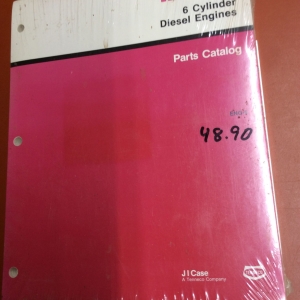 6 Cylinder
Diesel Engines
Parts Catalog
48.90
J I Case
A Tenneco Company